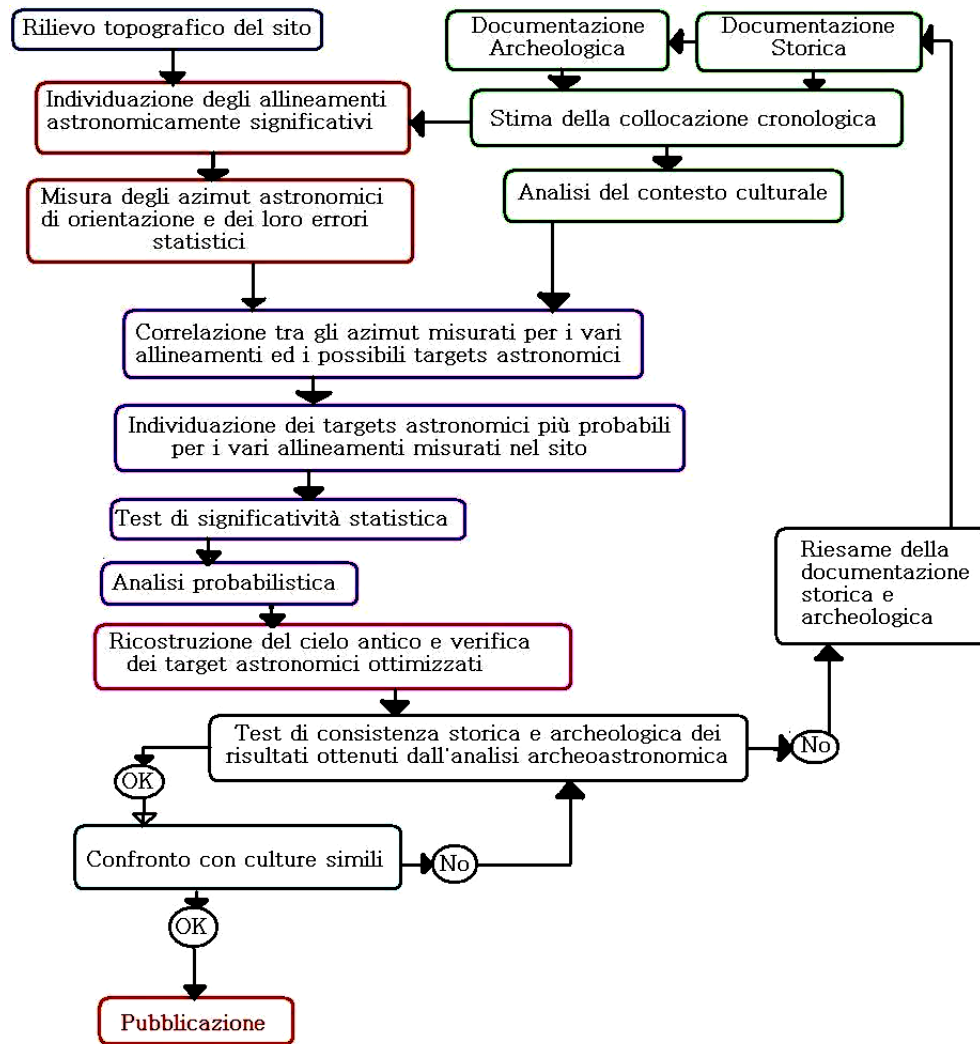 Rilievo topografico del sito
Documentazione
Archeologica
Documentazione
Storica
Individuazione degli allineamenti
astronomicamente significativi
Stima della collocazione cronologica
Misura degli azimut astronomici
di orientazione e dei loro errori
statistici
Analisi del contesto culturale
Correlazione tra gli azimut misurati per i vari
allineamenti ed i possibili targets astronomici
Individuazione dei targets astronomici più probabili
per i vari allineamenti misurati nel sito
Test di significatività statistica
Analisi probabilistica
Riesame della
documentazione
storica e
archeologica
Ricostruzione del cielo antico e verifica
dei target astronomici ottimizzati
Test di consistenza storica e archeologica dei
risultati ottenuti dall'analisi archeoastronomica
No
OK
Confronto con culture simili
No
OK
Pubblicazione